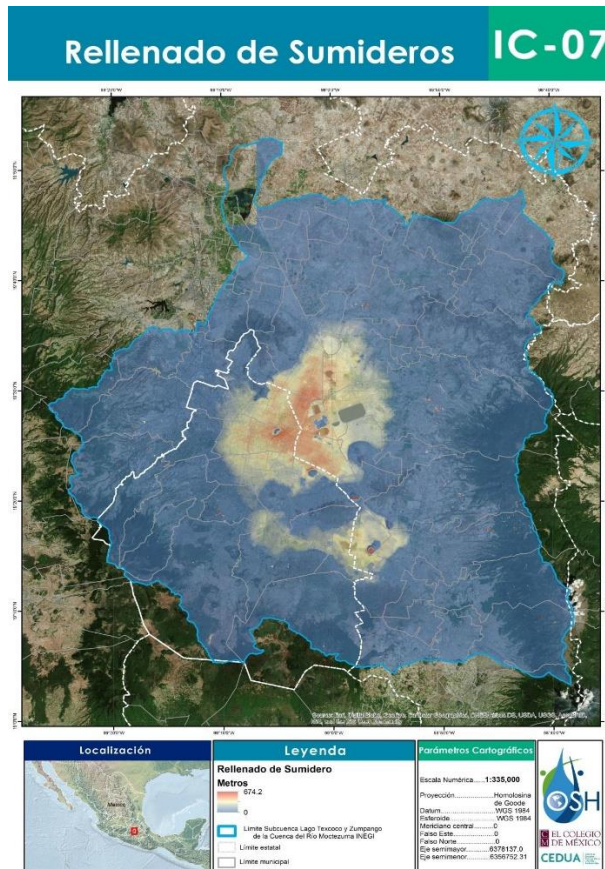 Rellenado de Sumideros
IC-07
Localización
México
Leyenda
Rellenado de Sumidero
Metros
674.2
0
Límite Subcuenca Lago Texcoco y Zumpango
de la Cuenca del Río Moctezuma INEGI
Límite estatal
Límite municipal
Parámetros Cartográficos
Escala Numérica.....1:335,000
Proyección..................Homolosina
de Goode
Datum.........................WGS 1984
Esferoide....................WGS 1984
Meridiano central...............0
Falso Este.......................0
Falso Norte......................0
Eje semimayor.......6378137.0
Eje semimenor.......6356752.31
OSH
EL COLEGIO
DE MÉXICO
CEDUA